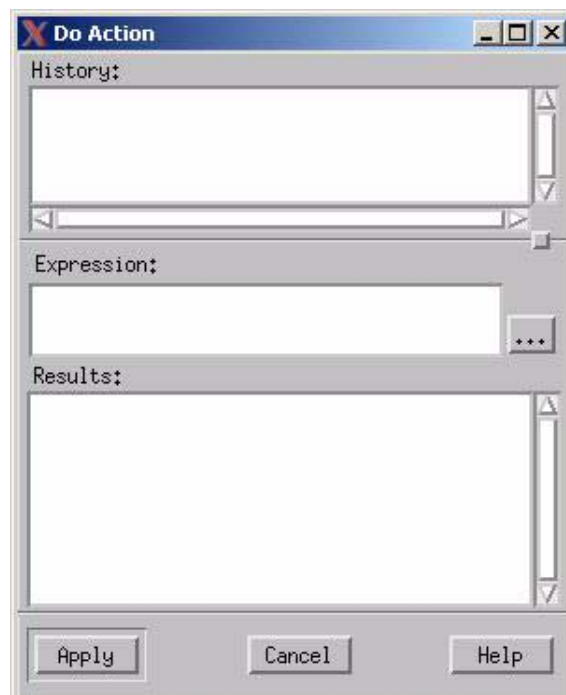 Do Action
History:
Expression:
...
Results:
Apply Cancel Help